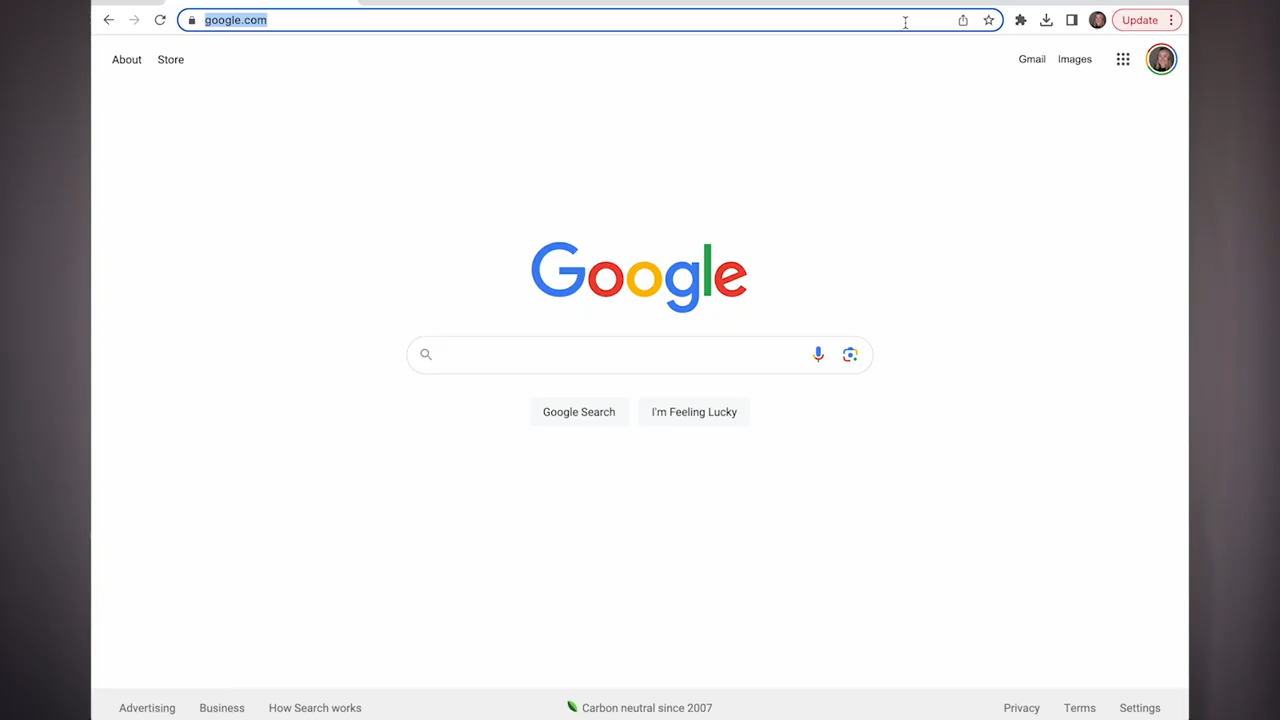 google.com
Update
About Store
Gmail Images
Google
Google Search I'm Feeling Lucky
Advertising Business How Search works
Carbon neutral since 2007
Privacy Terms Settings